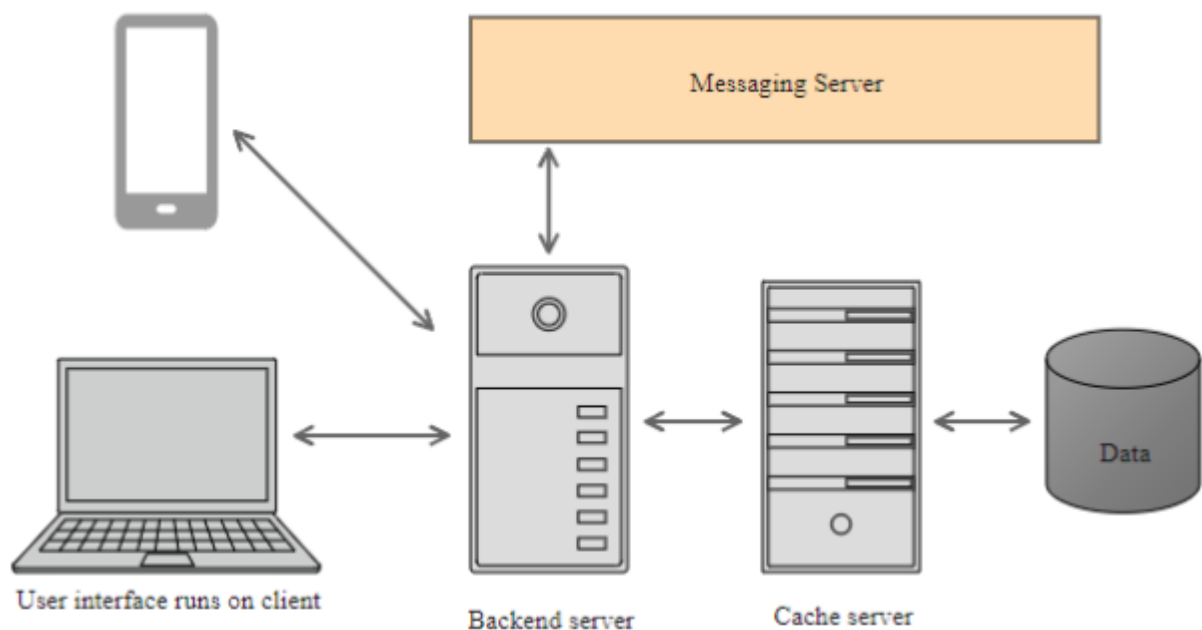 Messaging Server
Data
User interface runs on client
Backend server
Cache server